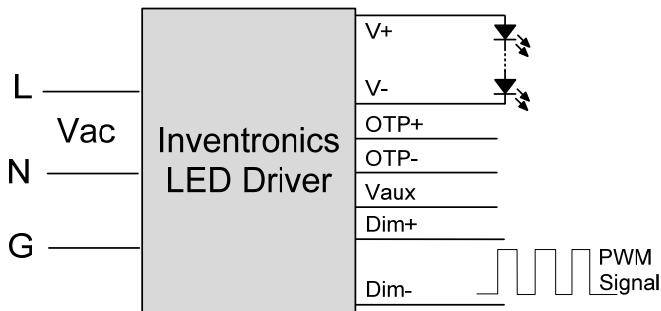 L
Vac
N
G
Inventronics
LED Driver
V+
V-
OTP+
OTP-
Vaux
Dim+
Dim-
PWM
Signal